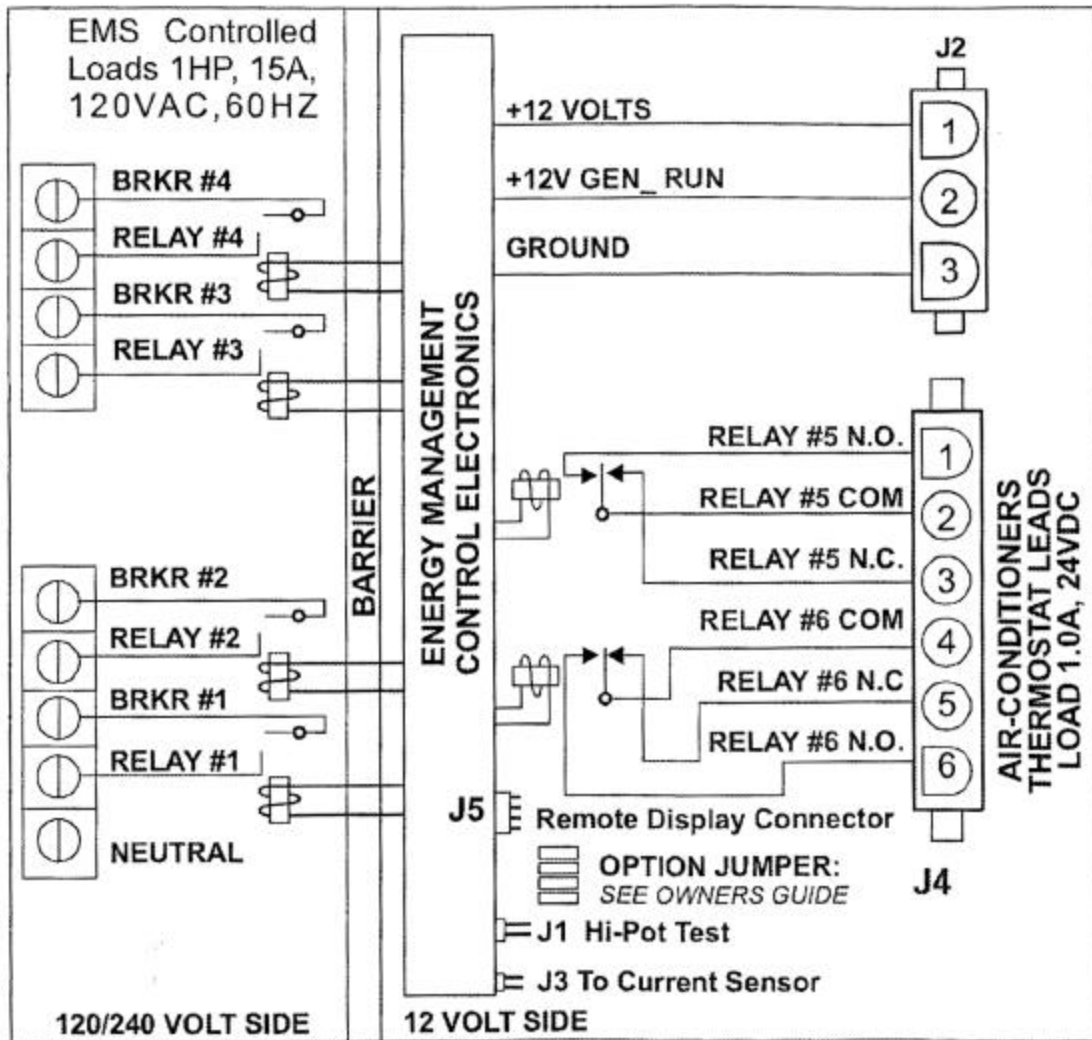 EMS Controlled
Loads 1HP, 15A,
120VAC,60HZ
BRKR #4
RELAY #4
BRKR #3
RELAY #3
BRKR #2
RELAY #2
BRKR #1
RELAY #1
NEUTRAL
120/240 VOLT SIDE
BARRIER
ENERGY MANAGEMENT
CONTROL ELECTRONICS
+12 VOLTS
+12V GEN_ RUN
GROUND
J2
1
2
3
RELAY #5 N.O.
RELAY #5 COM
RELAY #5 N.C.
RELAY #6 COM
RELAY #6 N.C
RELAY #6 N.O.
1
2
3
4
5
6
AIR-CONDITIONERS
THERMOSTAT LEADS
LOAD 1.0A, 24VDC
J4
J5 Remote Display Connector
OPTION JUMPER:
SEE OWNERS GUIDE
J1 Hi-Pot Test
J3 To Current Sensor
12 VOLT SIDE